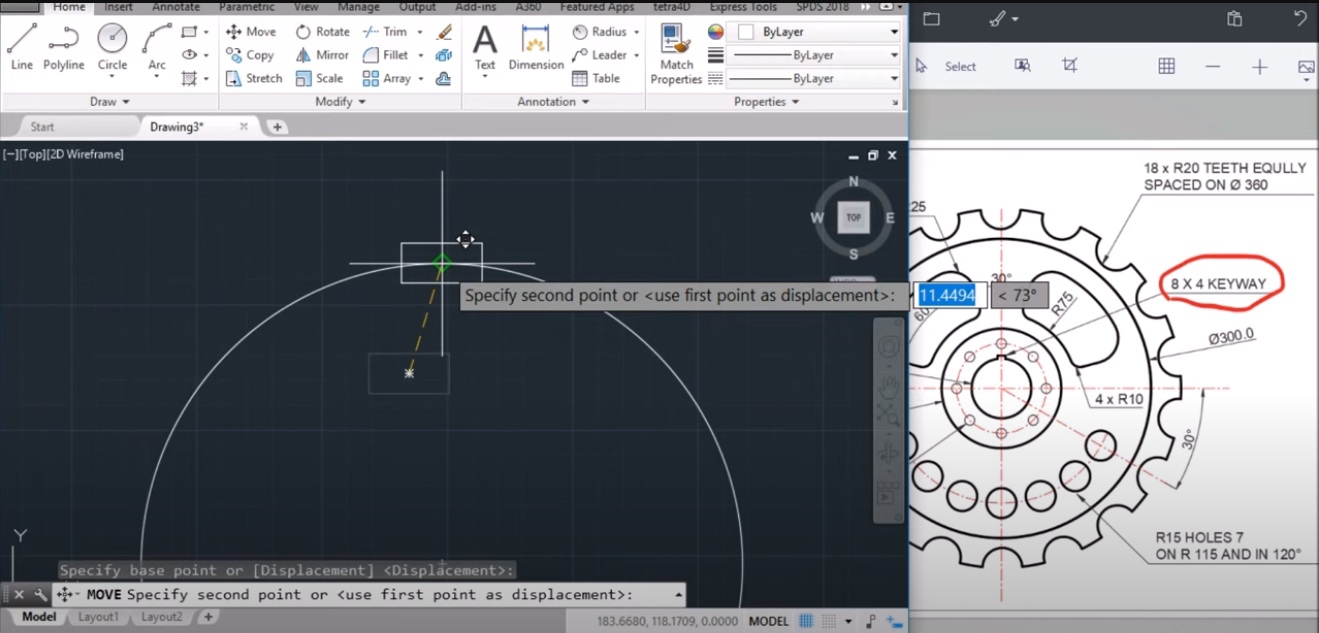 Home Insert Annotate Parametric View Manage Output Add-ins A360 Featured Apps tetra4D Express Tools SPDS 2018
Line Polyline Circle Arc
Move Rotate Trim
Copy Mirror Fillet
Stretch Scale Array
Text Dimension
Radius
Leader
Table
Match
Properties
ByLayer
ByLayer
ByLayer
Draw Modify Annotation Properties
Start Drawing3*
[−][Top][2D Wireframe]
N
W TOP E
S
Specify second point or <use first point as displacement>: 11.4494 < 73°
Y
Specify base point or [Displacement] <Displacement>:
MOVE Specify second point or <use first point as displacement>:
Model Layout1 Layout2
183.6680, 118.1709, 0.0000 MODEL
Select
18 x R20 TEETH EQULLY
SPACED ON Ø 360
25
30°
8 X 4 KEYWAY
60
R75
Ø300.0
4 x R10
30°
R15 HOLES 7
ON R 115 AND IN 120°